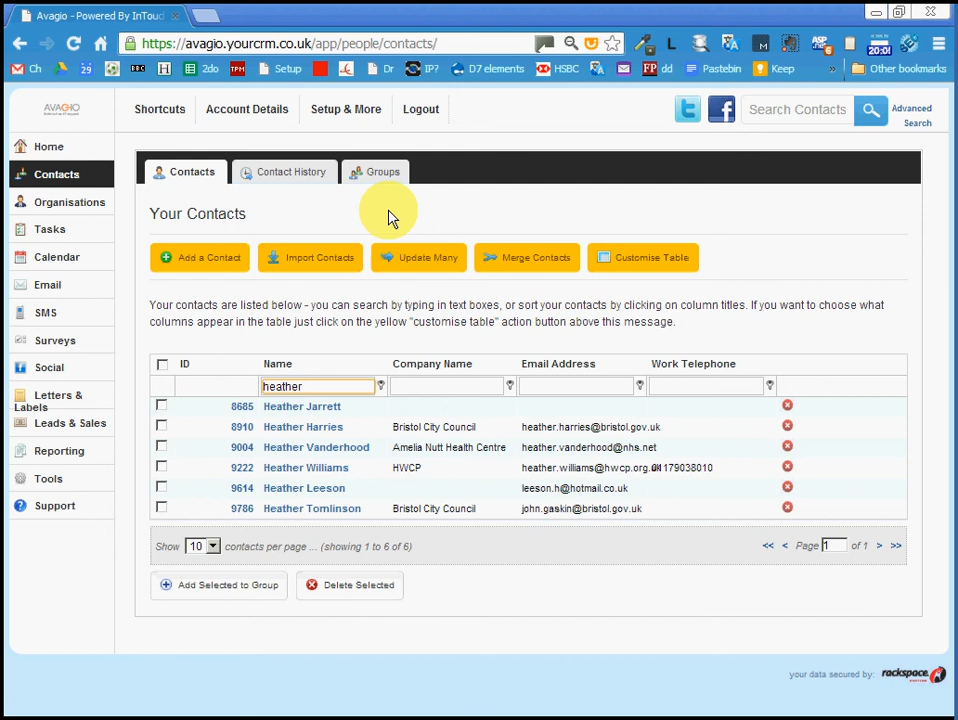 Avagio - Powered By InTouc
https://avagio.yourcrm.co.uk/app/people/contacts/
Ch 29 BBC H 2do TPM Setup Dr IP? D7 elements HSBC FP dd Pastebin Keep » Other bookmarks
AVAGIO
Shortcuts Account Details Setup & More Logout
Search Contacts
Advanced
Search
Home
Contacts
Organisations
Tasks
Calendar
Email
SMS
Surveys
Social
Letters &
Labels
Leads & Sales
Reporting
Tools
Support
Contacts Contact History Groups
Your Contacts
Add a Contact Import Contacts Update Many Merge Contacts Customise Table
Your contacts are listed below - you can search by typing in text boxes, or sort your contacts by clicking on column titles. If you want to choose what
columns appear in the table just click on the yellow "customise table" action button above this message.
ID Name Company Name Email Address Work Telephone
heather
8685 Heather Jarrett
8910 Heather Harries Bristol City Council heather.harries@bristol.gov.uk
9004 Heather Vanderhood Amelia Nutt Health Centre heather.vanderhood@nhs.net
9222 Heather Williams HWCP heather.williams@hwcp.org.uk 01179038010
9614 Heather Leeson leeson.h@hotmail.co.uk
9786 Heather Tomlinson Bristol City Council john.gaskin@bristol.gov.uk
Show 10 contacts per page ... (showing 1 to 6 of 6) << < Page 1 of 1 > >>
Add Selected to Group Delete Selected
your data secured by: rackspace